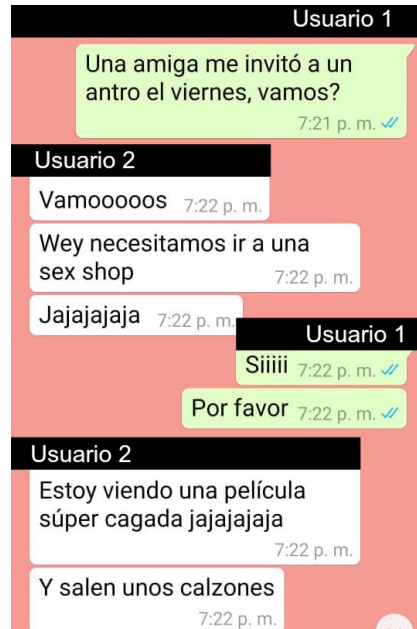 Usuario 1
Una amiga me invitó a un
antro el viernes, vamos?
7:21 p. m.
Usuario 2
Vamooooos 7:22 p. m.
Wey necesitamos ir a una
sex shop
7:22 p. m.
Jajajajaja 7:22 p. m.
Usuario 1
Siiiii 7:22 p. m.
Por favor 7:22 p. m.
Usuario 2
Estoy viendo una película
súper cagada jajajajaja
7:22 p. m.
Y salen unos calzones
7:22 p. m.